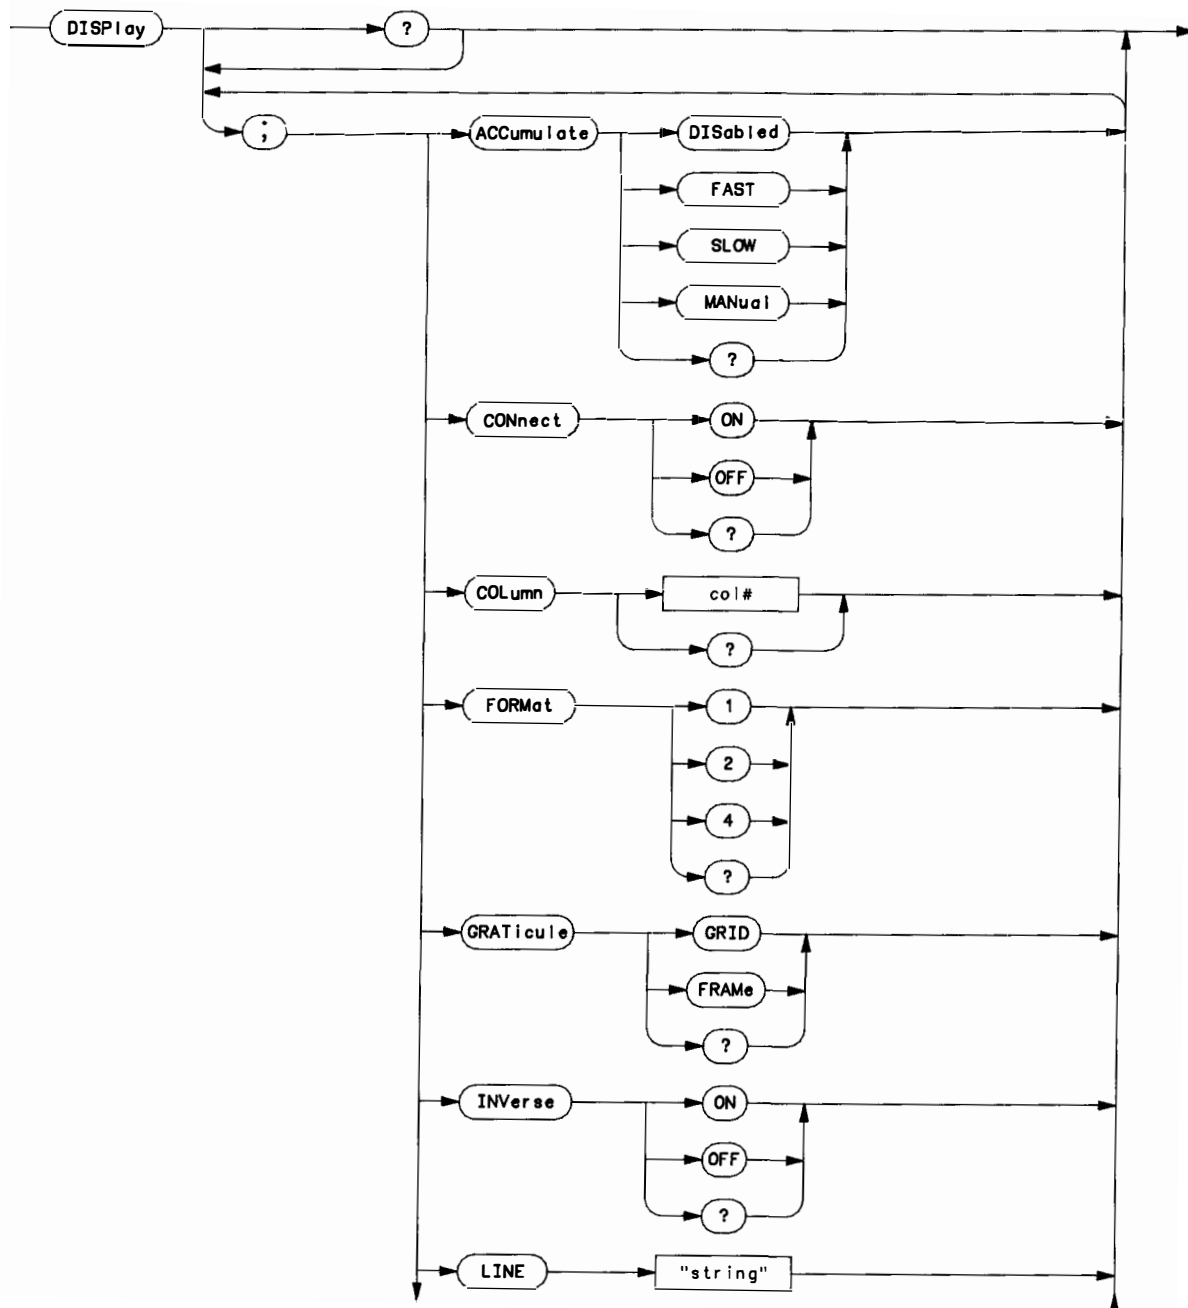 DISPlay ?
; ACCumulate DISabled
FAST
SLOW
MANual
?
CONnect ON
OFF
?
COLumn col#
?
FORMat 1
2
4
?
GRATicule GRID
FRAMe
?
INVerse ON
OFF
?
LINE "string"